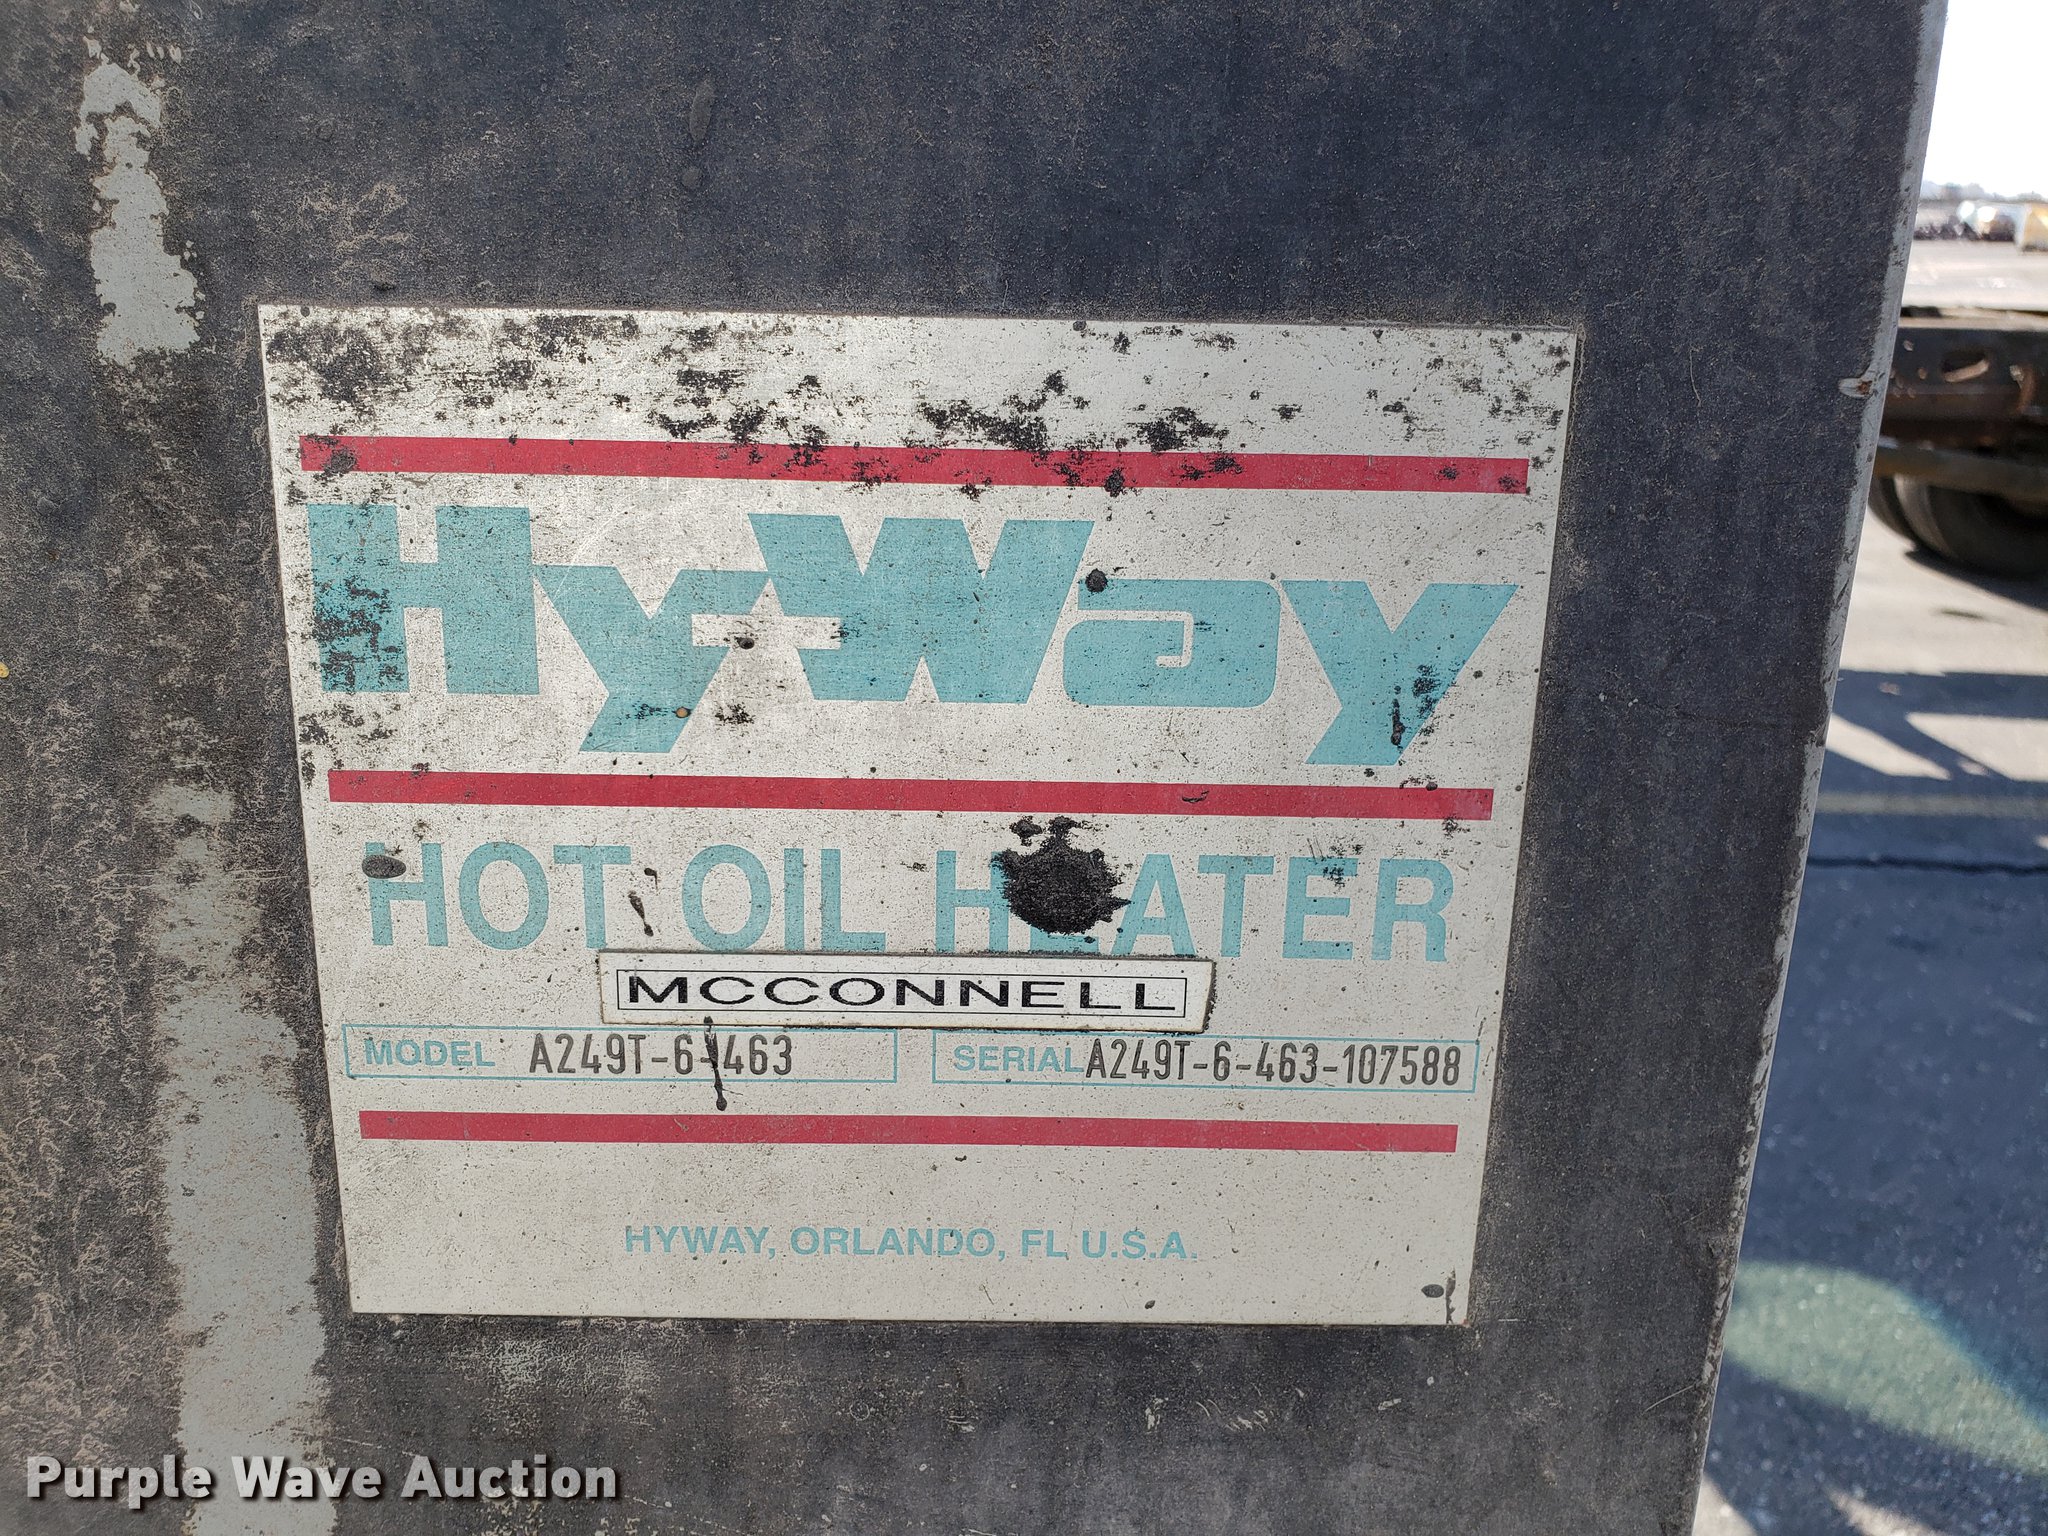 HyWay
HOT OIL HEATER
MCCONNELL
MODEL A249T-6-463
SERIAL A249T-6-463-107588
HYWAY, ORLANDO, FL U.S.A.
Purple Wave Auction